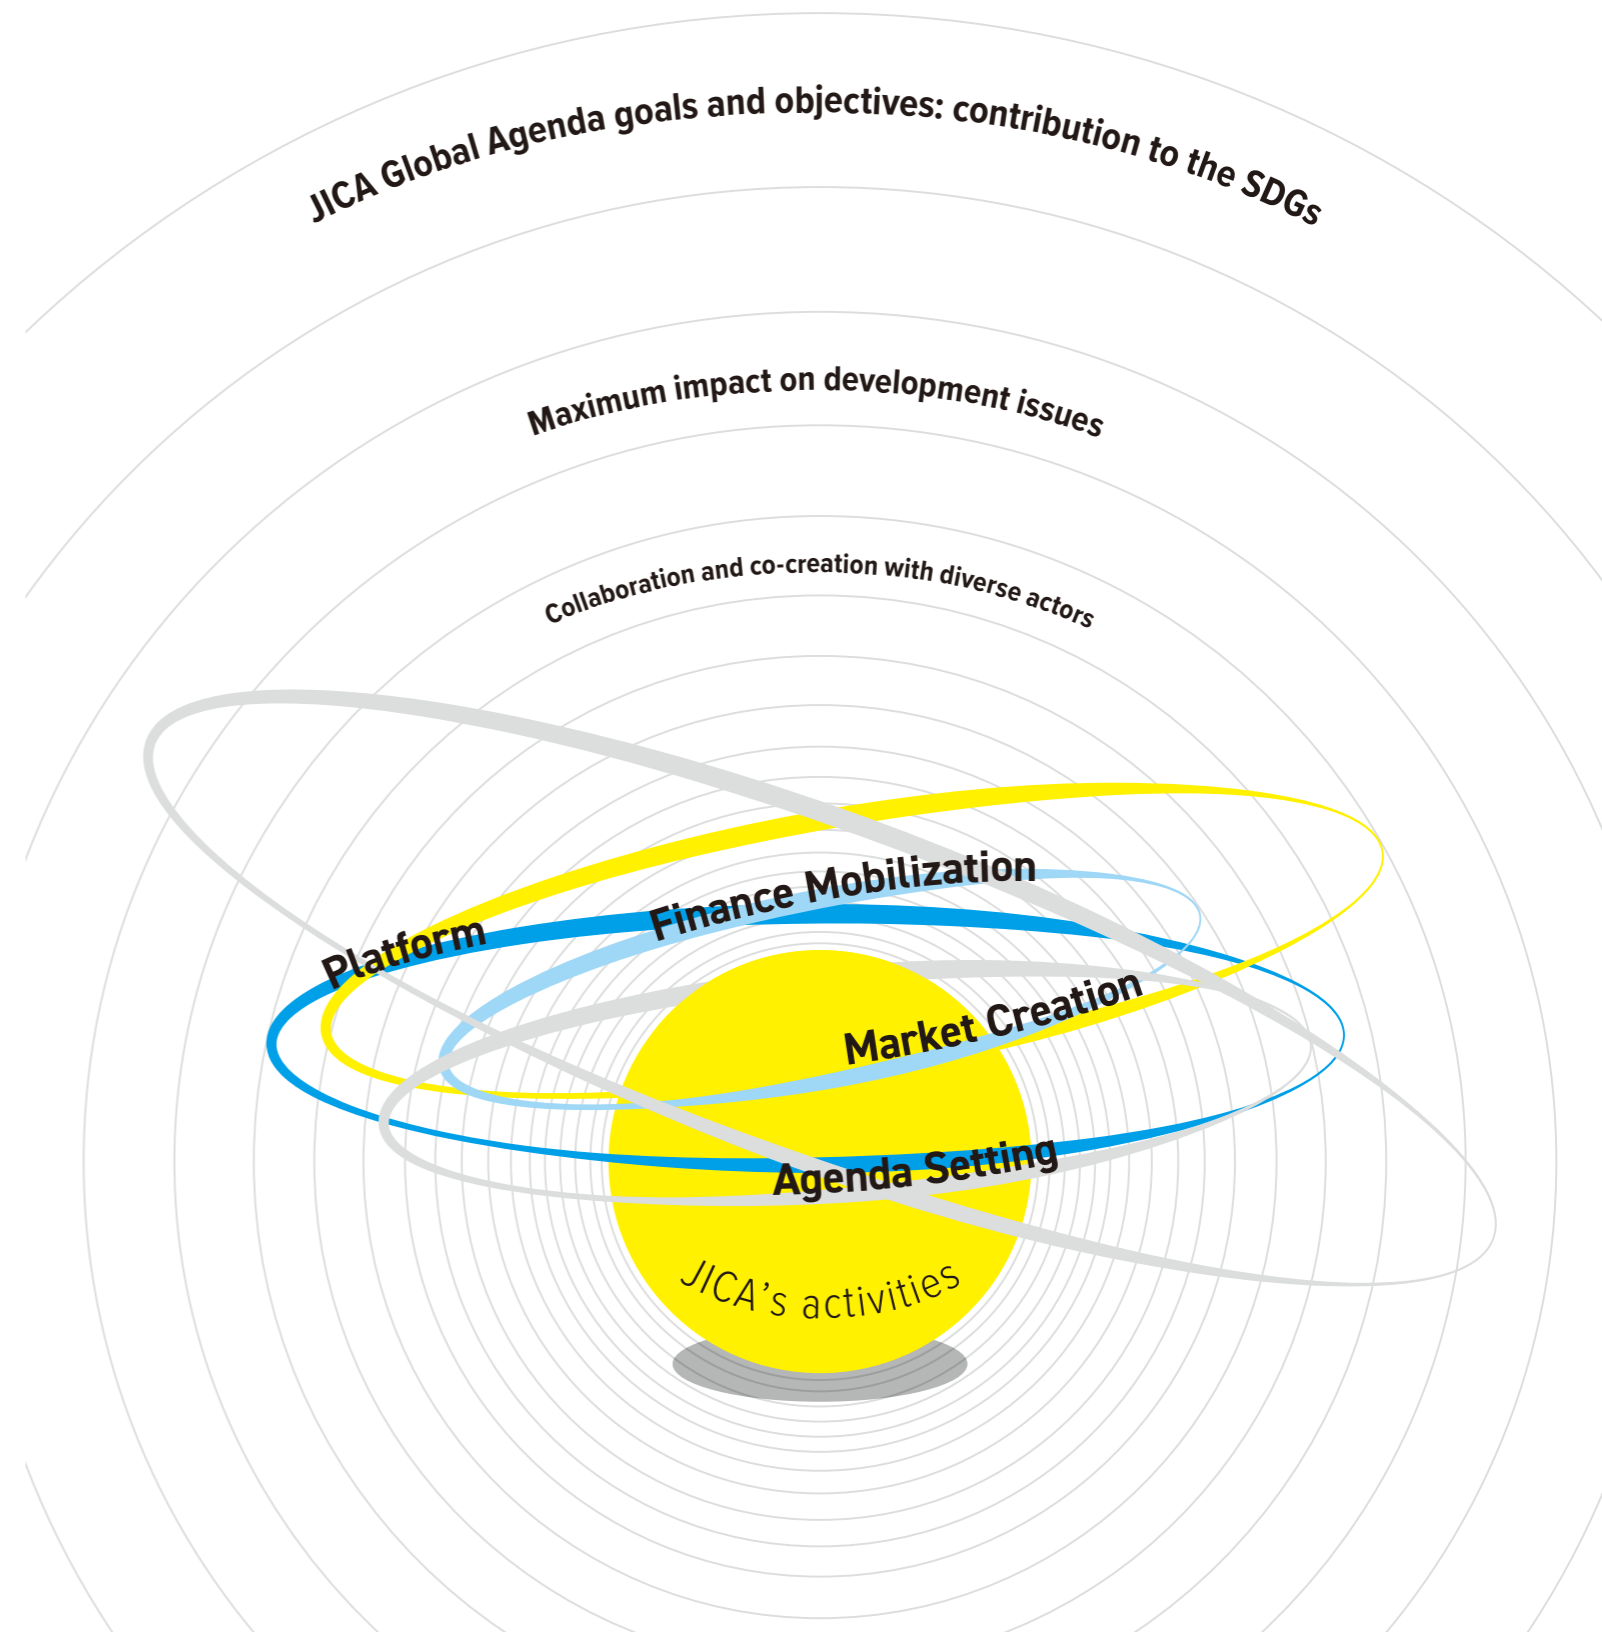 JICA Global Agenda goals and objectives: contribution to the SDGs
Maximum impact on development issues
Collaboration and co-creation with diverse actors
Finance Mobilization
Platform
Market Creation
Agenda Setting
JICA's activities